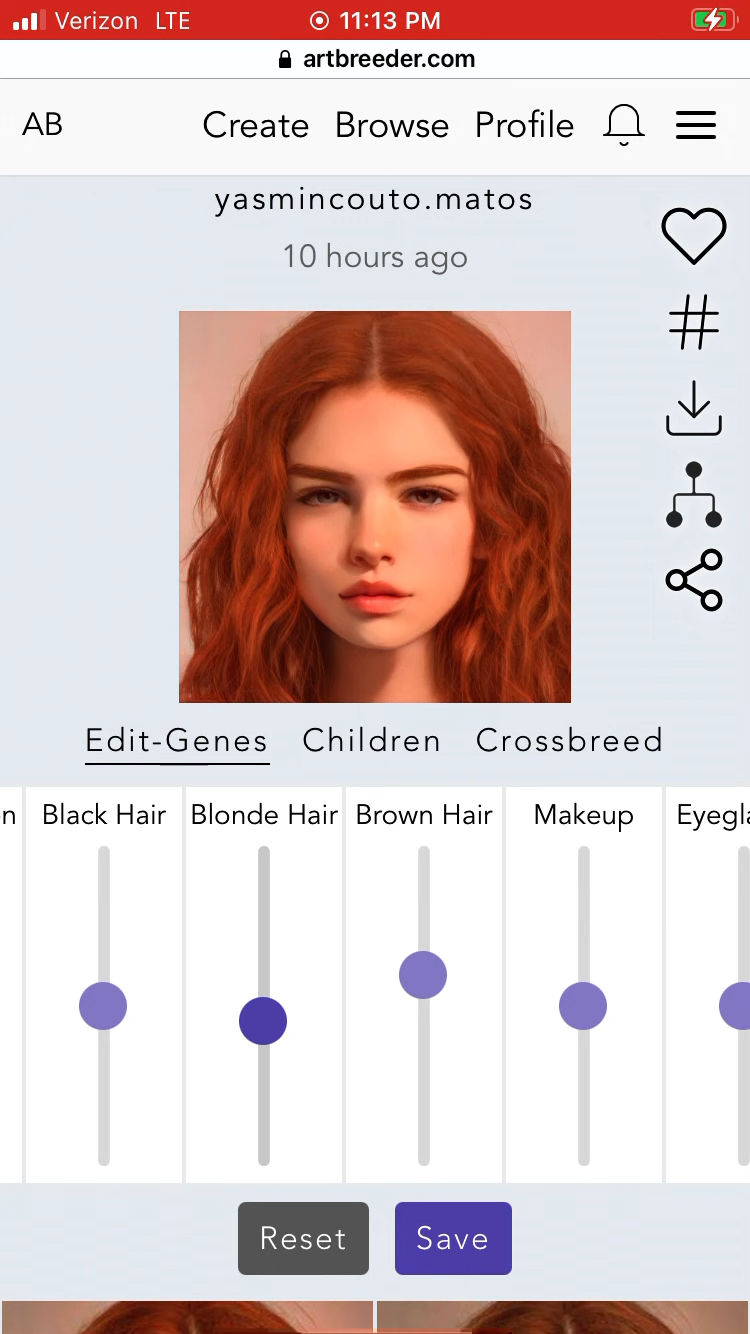 Verizon LTE 11:13 PM
artbreeder.com
AB Create Browse Profile
yasmincouto.matos
10 hours ago
Edit-Genes Children Crossbreed
n Black Hair Blonde Hair Brown Hair Makeup Eyegla
Reset Save